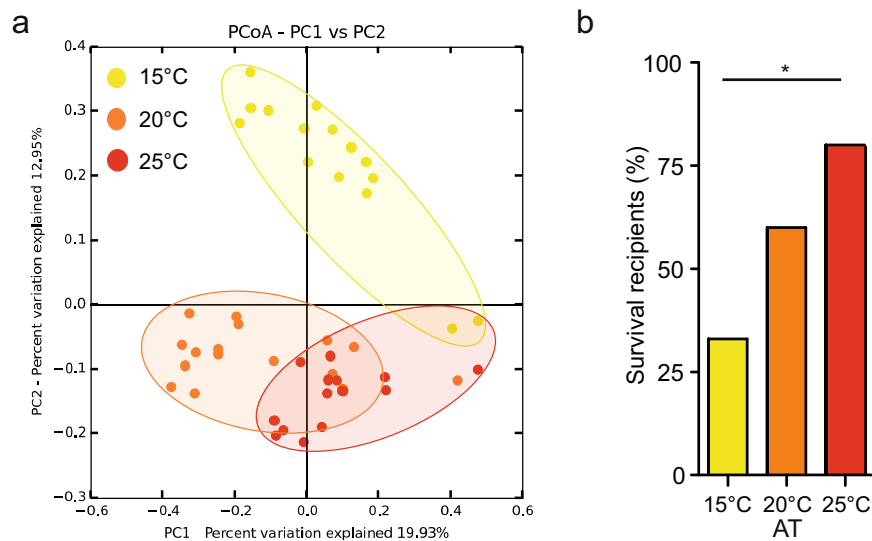 a
PCoA - PC1 vs PC2
15°C
20°C
25°C
0.4
0.3
0.2
0.1
0.0
−0.1
−0.2
−0.3
PC2 - Percent variation explained 12.95%
−0.6
−0.4
−0.2
0.0
0.2
0.4
0.6
PC1 Percent variation explained 19.93%
b
*
100
75
50
25
0
Survival recipients (%)
15°C
20°C
25°C
AT